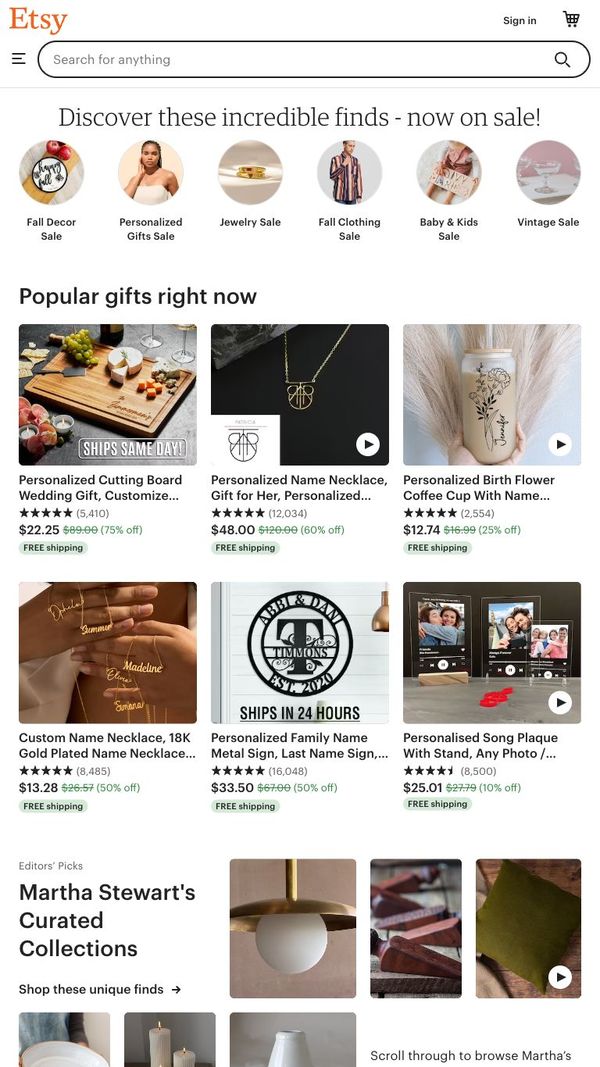 Etsy
Sign in
Search for anything
Discover these incredible finds - now on sale!
Fall Decor
Sale
Personalized
Gifts Sale
Jewelry Sale
Fall Clothing
Sale
Baby & Kids
Sale
Vintage Sale
Popular gifts right now
SHIPS SAME DAY!
PATRICIA
Jennifer
Personalized Cutting Board
Wedding Gift, Customize...
(5,410)
$22.25 $89.00 (75% off)
FREE shipping
Personalized Name Necklace,
Gift for Her, Personalized...
(12,034)
$48.00 $120.00 (60% off)
FREE shipping
Personalized Birth Flower
Coffee Cup With Name...
(2,554)
$12.74 $16.99 (25% off)
FREE shipping
Ophelia
Summer
Madeline
ABBI & DANI
T
TIMMONS
EST. 2020
SHIPS IN 24 HOURS
Custom Name Necklace, 18K
Gold Plated Name Necklace...
(8,485)
$13.28 $26.57 (50% off)
FREE shipping
Personalized Family Name
Metal Sign, Last Name Sign,...
(16,048)
$33.50 $67.00 (50% off)
FREE shipping
Personalised Song Plaque
With Stand, Any Photo /...
(8,500)
$25.01 $27.79 (10% off)
FREE shipping
Editors' Picks
Martha Stewart's
Curated
Collections
Shop these unique finds →
Scroll through to browse Martha's